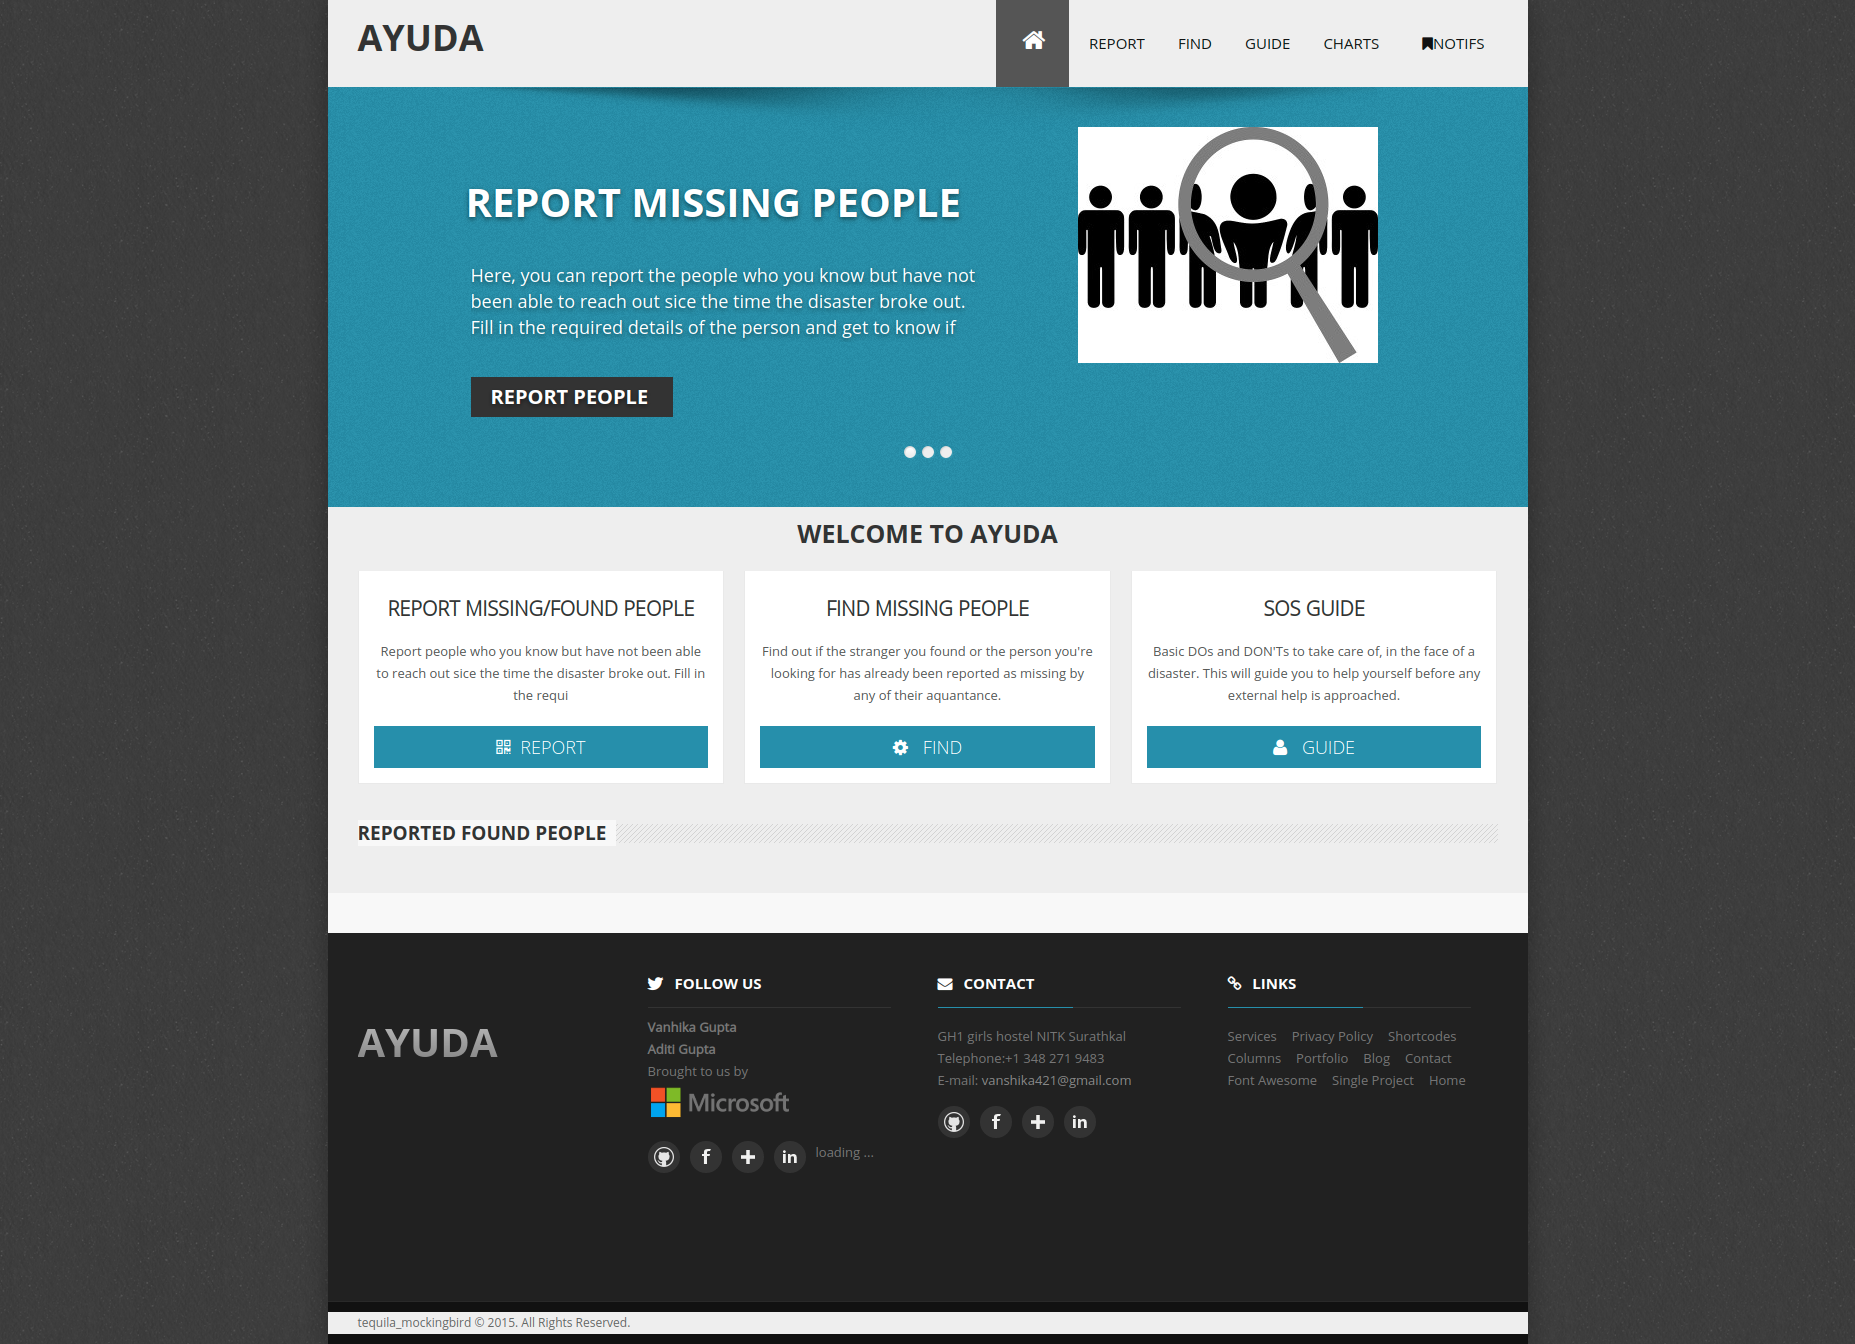 AYUDA
REPORT FIND GUIDE CHARTS NOTIFS
REPORT MISSING PEOPLE
Here, you can report the people who you know but have not
been able to reach out sice the time the disaster broke out.
Fill in the required details of the person and get to know if
REPORT PEOPLE
WELCOME TO AYUDA
REPORT MISSING/FOUND PEOPLE
Report people who you know but have not been able
to reach out sice the time the disaster broke out. Fill in
the requi
REPORT
FIND MISSING PEOPLE
Find out if the stranger you found or the person you're
looking for has already been reported as missing by
any of their aquantance.
FIND
SOS GUIDE
Basic DOs and DON'Ts to take care of, in the face of a
disaster. This will guide you to help yourself before any
external help is approached.
GUIDE
REPORTED FOUND PEOPLE
AYUDA
FOLLOW US
Vanhika Gupta
Aditi Gupta
Brought to us by
Microsoft
loading ...
CONTACT
GH1 girls hostel NITK Surathkal
Telephone:+1 348 271 9483
E-mail: vanshika421@gmail.com
LINKS
Services Privacy Policy Shortcodes
Columns Portfolio Blog Contact
Font Awesome Single Project Home
tequila_mockingbird © 2015. All Rights Reserved.